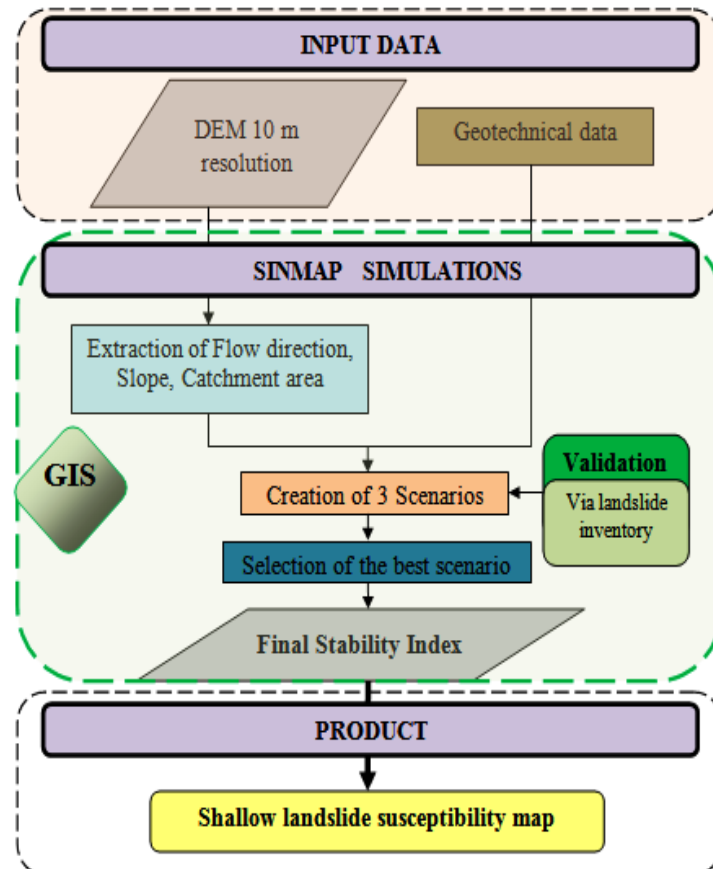 INPUT DATA
DEM 10 m
resolution
Geotechnical data
SINMAP SIMULATIONS
Extraction of Flow direction,
Slope, Catchment area
GIS
Validation
Via landslide
inventory
Creation of 3 Scenarios
Selection of the best scenario
Final Stability Index
PRODUCT
Shallow landslide susceptibility map